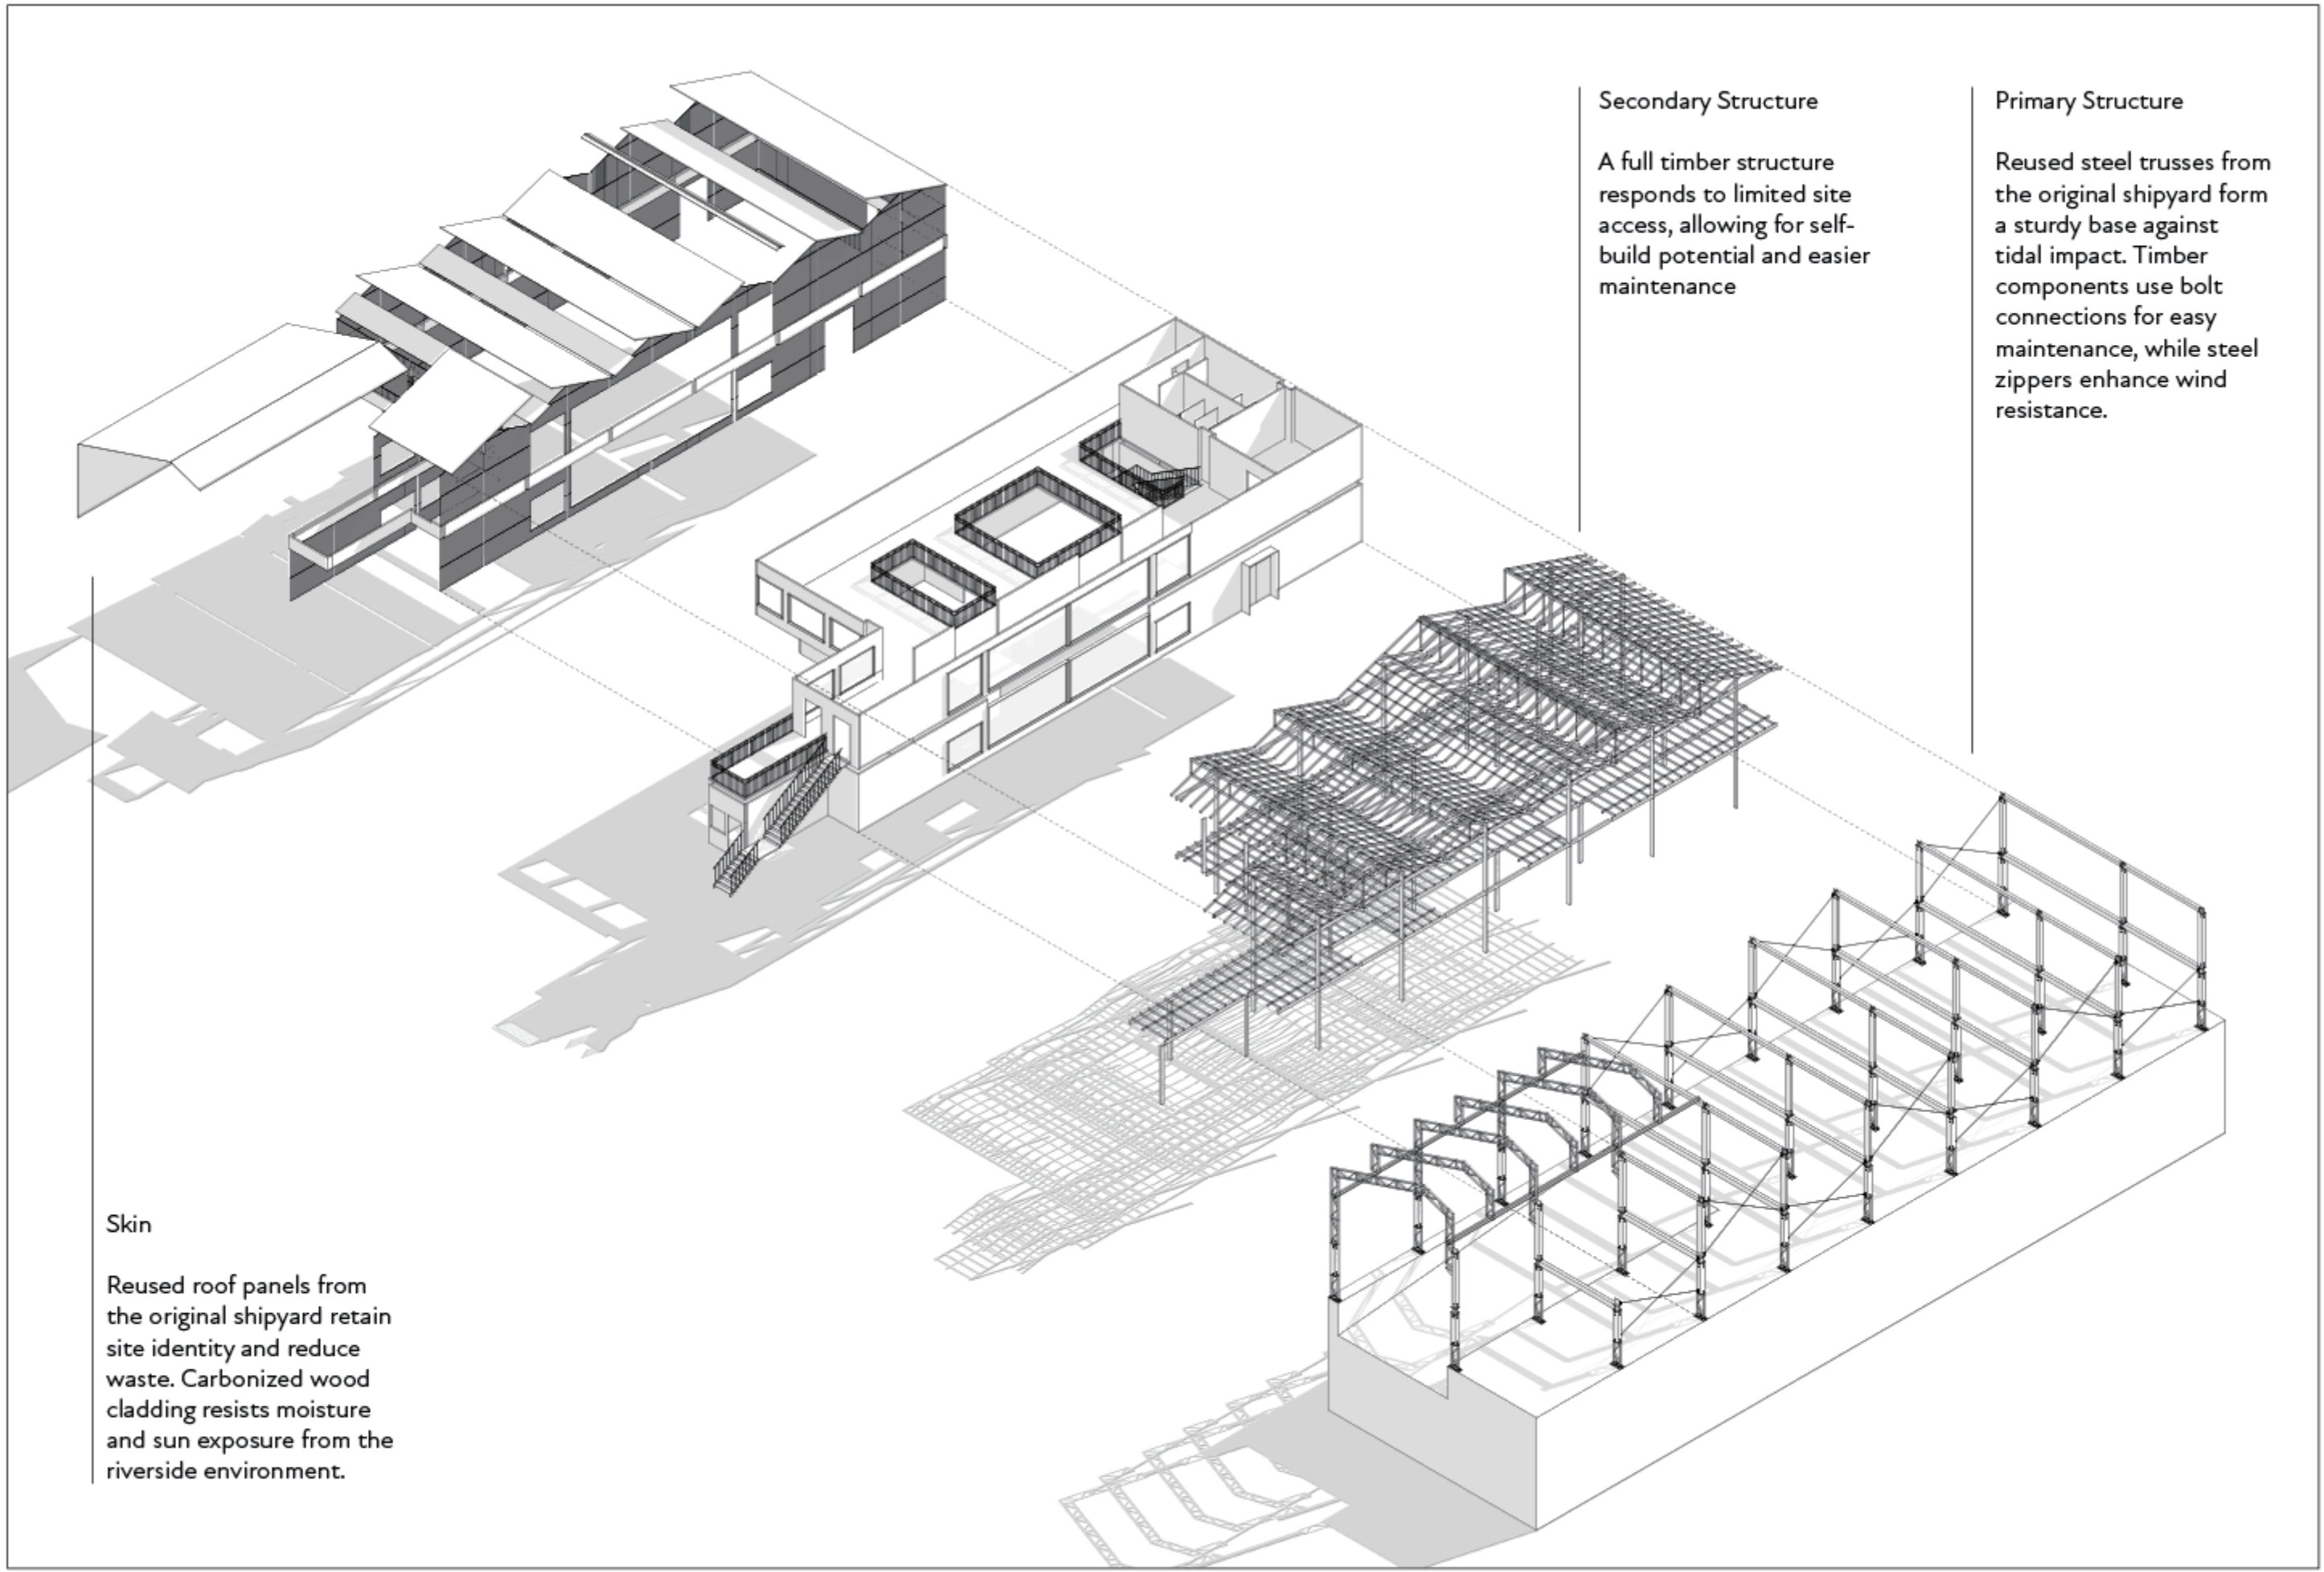 Secondary Structure
A full timber structure
responds to limited site
access, allowing for self-
build potential and easier
maintenance
Primary Structure
Reused steel trusses from
the original shipyard form
a sturdy base against
tidal impact. Timber
components use bolt
connections for easy
maintenance, while steel
zippers enhance wind
resistance.
Skin
Reused roof panels from
the original shipyard retain
site identity and reduce
waste. Carbonized wood
cladding resists moisture
and sun exposure from the
riverside environment.